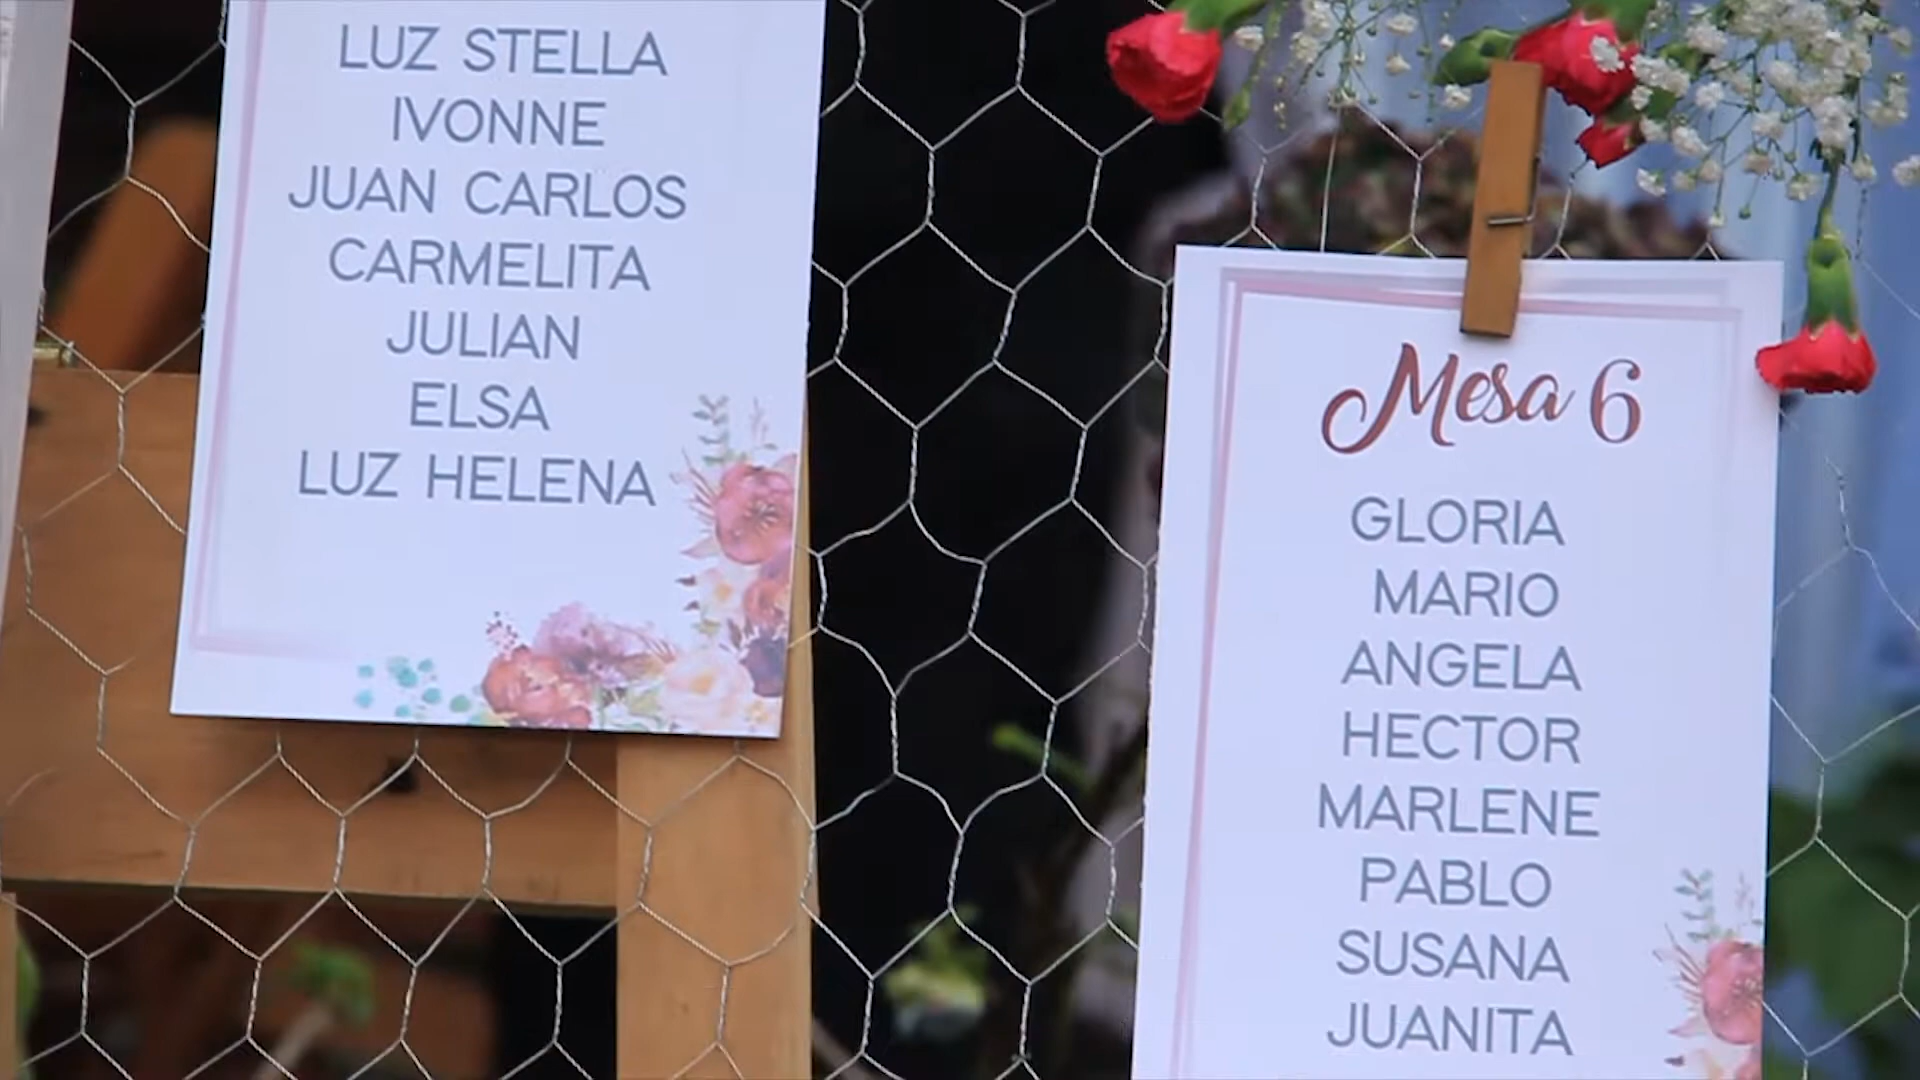 LUZ STELLA
IVONNE
JUAN CARLOS
CARMELITA
JULIAN
ELSA
LUZ HELENA
Mesa 6
GLORIA
MARIO
ANGELA
HECTOR
MARLENE
PABLO
SUSANA
JUANITA